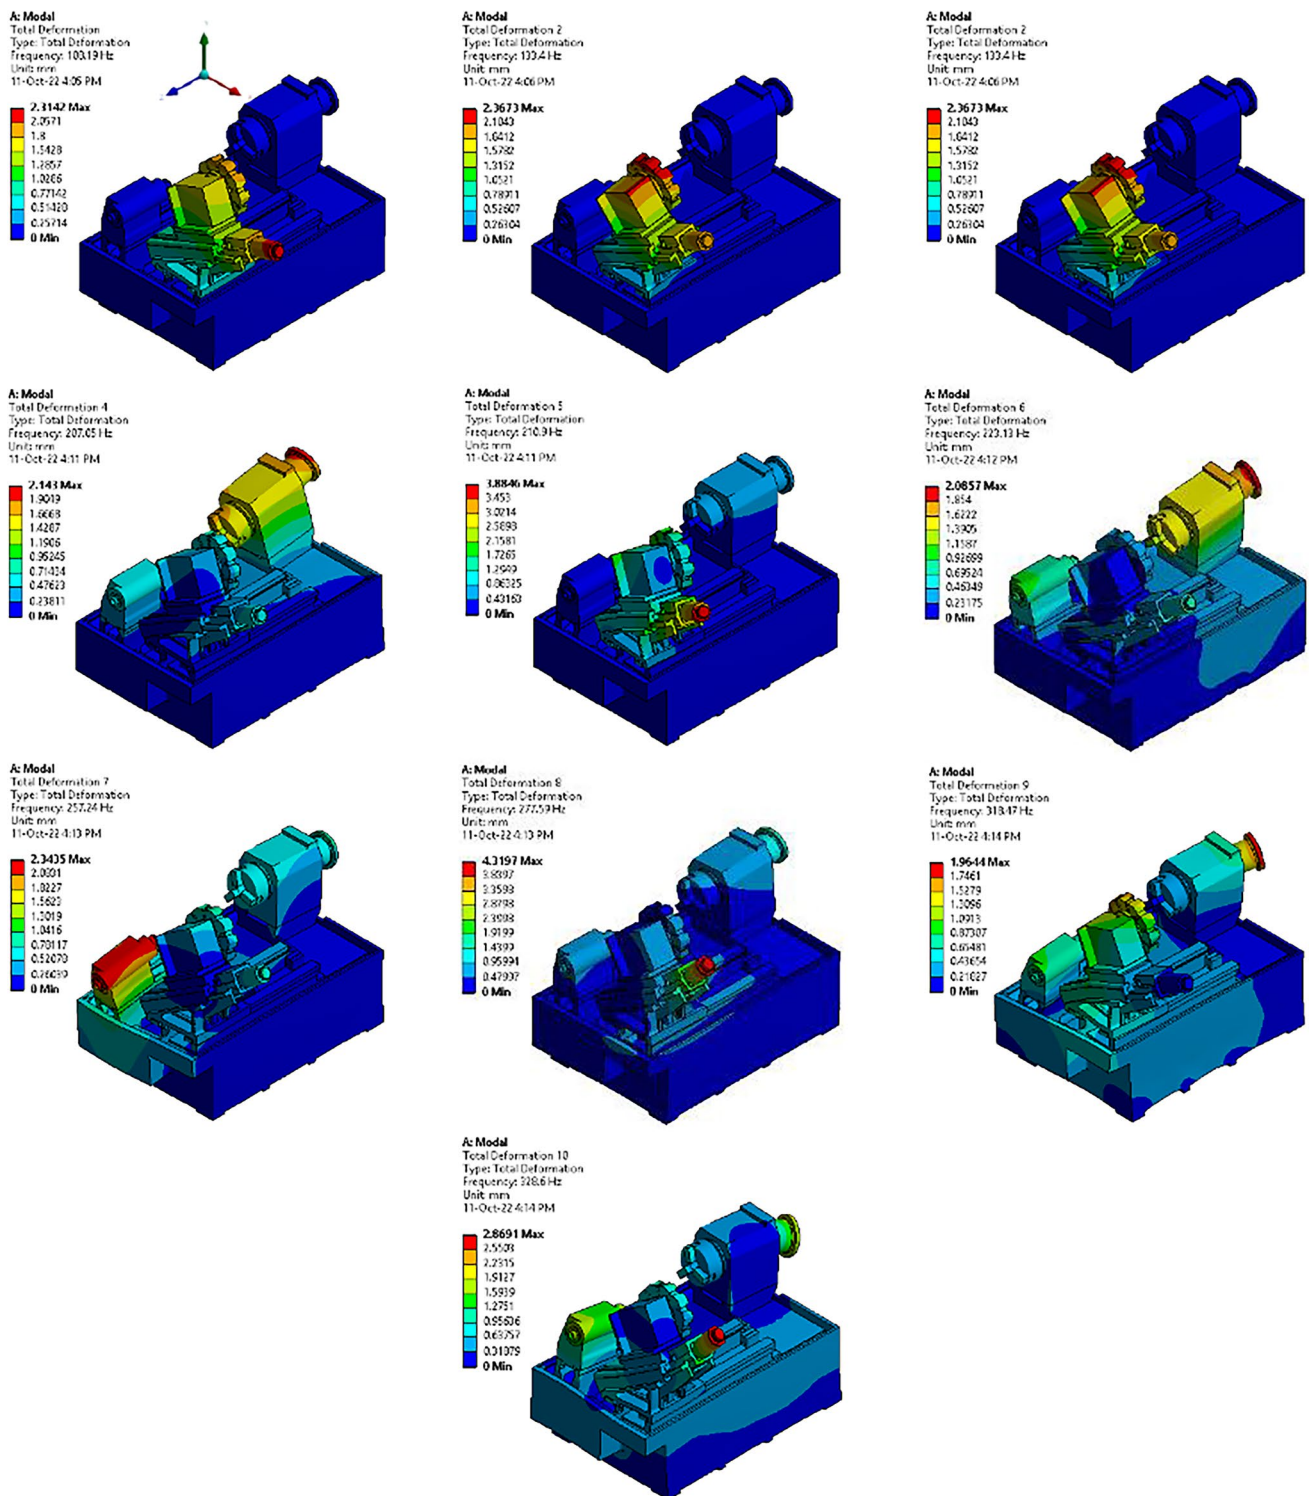 A: Modal
Total Deformation
Type: Total Deformation
Frequency: 108.19 Hz
Unit: mm
11-Oct-22 4:05 PM
2.3142 Max
2.0571
1.8
1.5428
1.2857
1.0286
0.77142
0.51428
0.25714
0 Min
A: Modal
Total Deformation 2
Type: Total Deformation
Frequency: 133.4 Hz
Unit: mm
11-Oct-22 4:06 PM
2.3673 Max
2.1043
1.8412
1.5782
1.3152
1.0521
0.78911
0.52607
0.26304
0 Min
A: Modal
Total Deformation 2
Type: Total Deformation
Frequency: 133.4 Hz
Unit: mm
11-Oct-22 4:06 PM
2.3673 Max
2.1043
1.8412
1.5782
1.3152
1.0521
0.78911
0.52607
0.26304
0 Min
A: Modal
Total Deformation 4
Type: Total Deformation
Frequency: 207.05 Hz
Unit: mm
11-Oct-22 4:11 PM
2.143 Max
1.9049
1.6668
1.4287
1.1906
0.95245
0.71434
0.47623
0.23811
0 Min
A: Modal
Total Deformation 5
Type: Total Deformation
Frequency: 210.9 Hz
Unit: mm
11-Oct-22 4:11 PM
3.8846 Max
3.453
3.0214
2.5898
2.1581
1.7265
1.2949
0.86325
0.43163
0 Min
A: Modal
Total Deformation 6
Type: Total Deformation
Frequency: 223.13 Hz
Unit: mm
11-Oct-22 4:12 PM
2.0857 Max
1.854
1.6222
1.3905
1.1587
0.92699
0.69524
0.46349
0.23175
0 Min
A: Modal
Total Deformation 7
Type: Total Deformation
Frequency: 257.24 Hz
Unit: mm
11-Oct-22 4:13 PM
2.3435 Max
2.0831
1.8227
1.5623
1.3019
1.0416
0.78117
0.52078
0.26039
0 Min
A: Modal
Total Deformation 8
Type: Total Deformation
Frequency: 277.59 Hz
Unit: mm
11-Oct-22 4:13 PM
4.3197 Max
3.8397
3.3598
2.8798
2.3998
1.9199
1.4399
0.95994
0.47997
0 Min
A: Modal
Total Deformation 9
Type: Total Deformation
Frequency: 318.47 Hz
Unit: mm
11-Oct-22 4:14 PM
1.9644 Max
1.7461
1.5279
1.3096
1.0913
0.87307
0.65481
0.43654
0.21827
0 Min
A: Modal
Total Deformation 10
Type: Total Deformation
Frequency: 328.6 Hz
Unit: mm
11-Oct-22 4:14 PM
2.8691 Max
2.5503
2.2315
1.9127
1.5939
1.2751
0.95636
0.63757
0.31879
0 Min